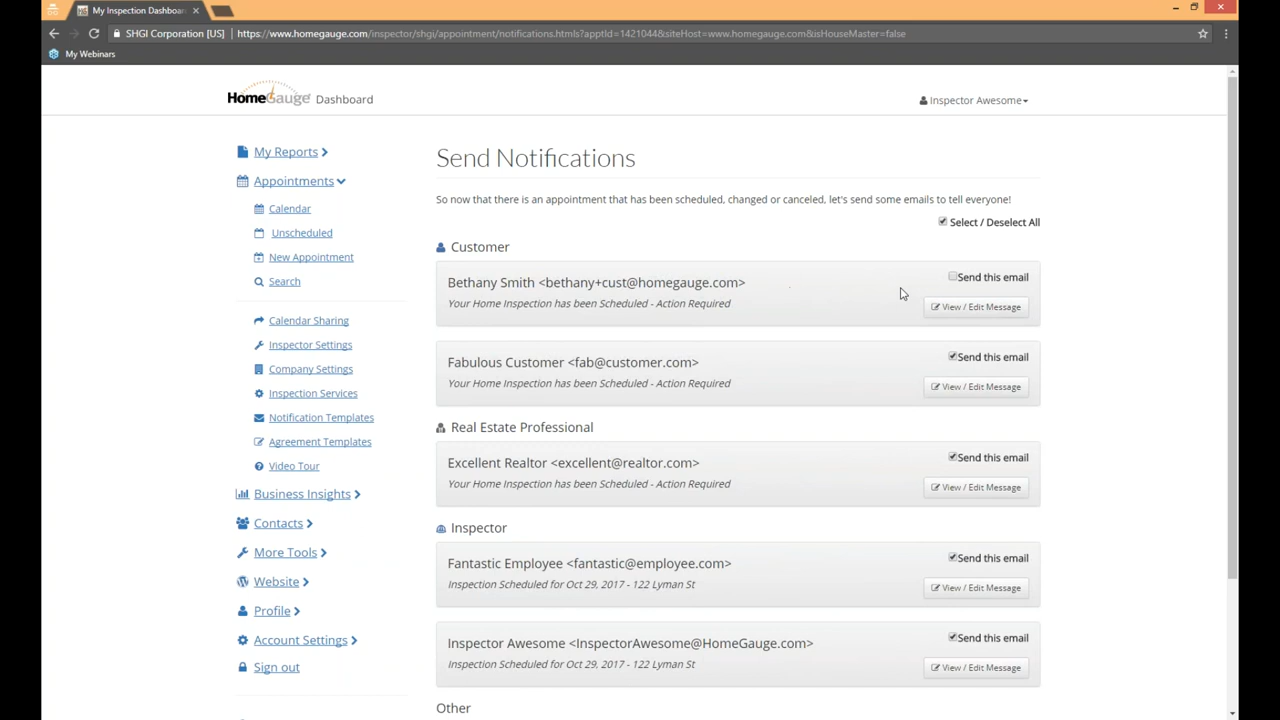 My Inspection Dashboa
SHGI Corporation [US] https://www.homegauge.com/inspector/shgi/appointment/notifications.htmls?apptId=1421044&siteHost=www.homegauge.com&isHouseMaster=false
My Webinars
HomeGauge Dashboard
Inspector Awesome
My Reports
Appointments
Calendar
Unscheduled
New Appointment
Search
Calendar Sharing
Inspector Settings
Company Settings
Inspection Services
Notification Templates
Agreement Templates
Video Tour
Business Insights
Contacts
More Tools
Website
Profile
Account Settings
Sign out
Send Notifications
So now that there is an appointment that has been scheduled, changed or canceled, let's send some emails to tell everyone!
Select / Deselect All
Customer
Bethany Smith <bethany+cust@homegauge.com>
Send this email
Your Home Inspection has been Scheduled - Action Required
View / Edit Message
Fabulous Customer <fab@customer.com>
Send this email
Your Home Inspection has been Scheduled - Action Required
View / Edit Message
Real Estate Professional
Excellent Realtor <excellent@realtor.com>
Send this email
Your Home Inspection has been Scheduled - Action Required
View / Edit Message
Inspector
Fantastic Employee <fantastic@employee.com>
Send this email
Inspection Scheduled for Oct 29, 2017 - 122 Lyman St
View / Edit Message
Inspector Awesome <InspectorAwesome@HomeGauge.com>
Send this email
Inspection Scheduled for Oct 29, 2017 - 122 Lyman St
View / Edit Message
Other